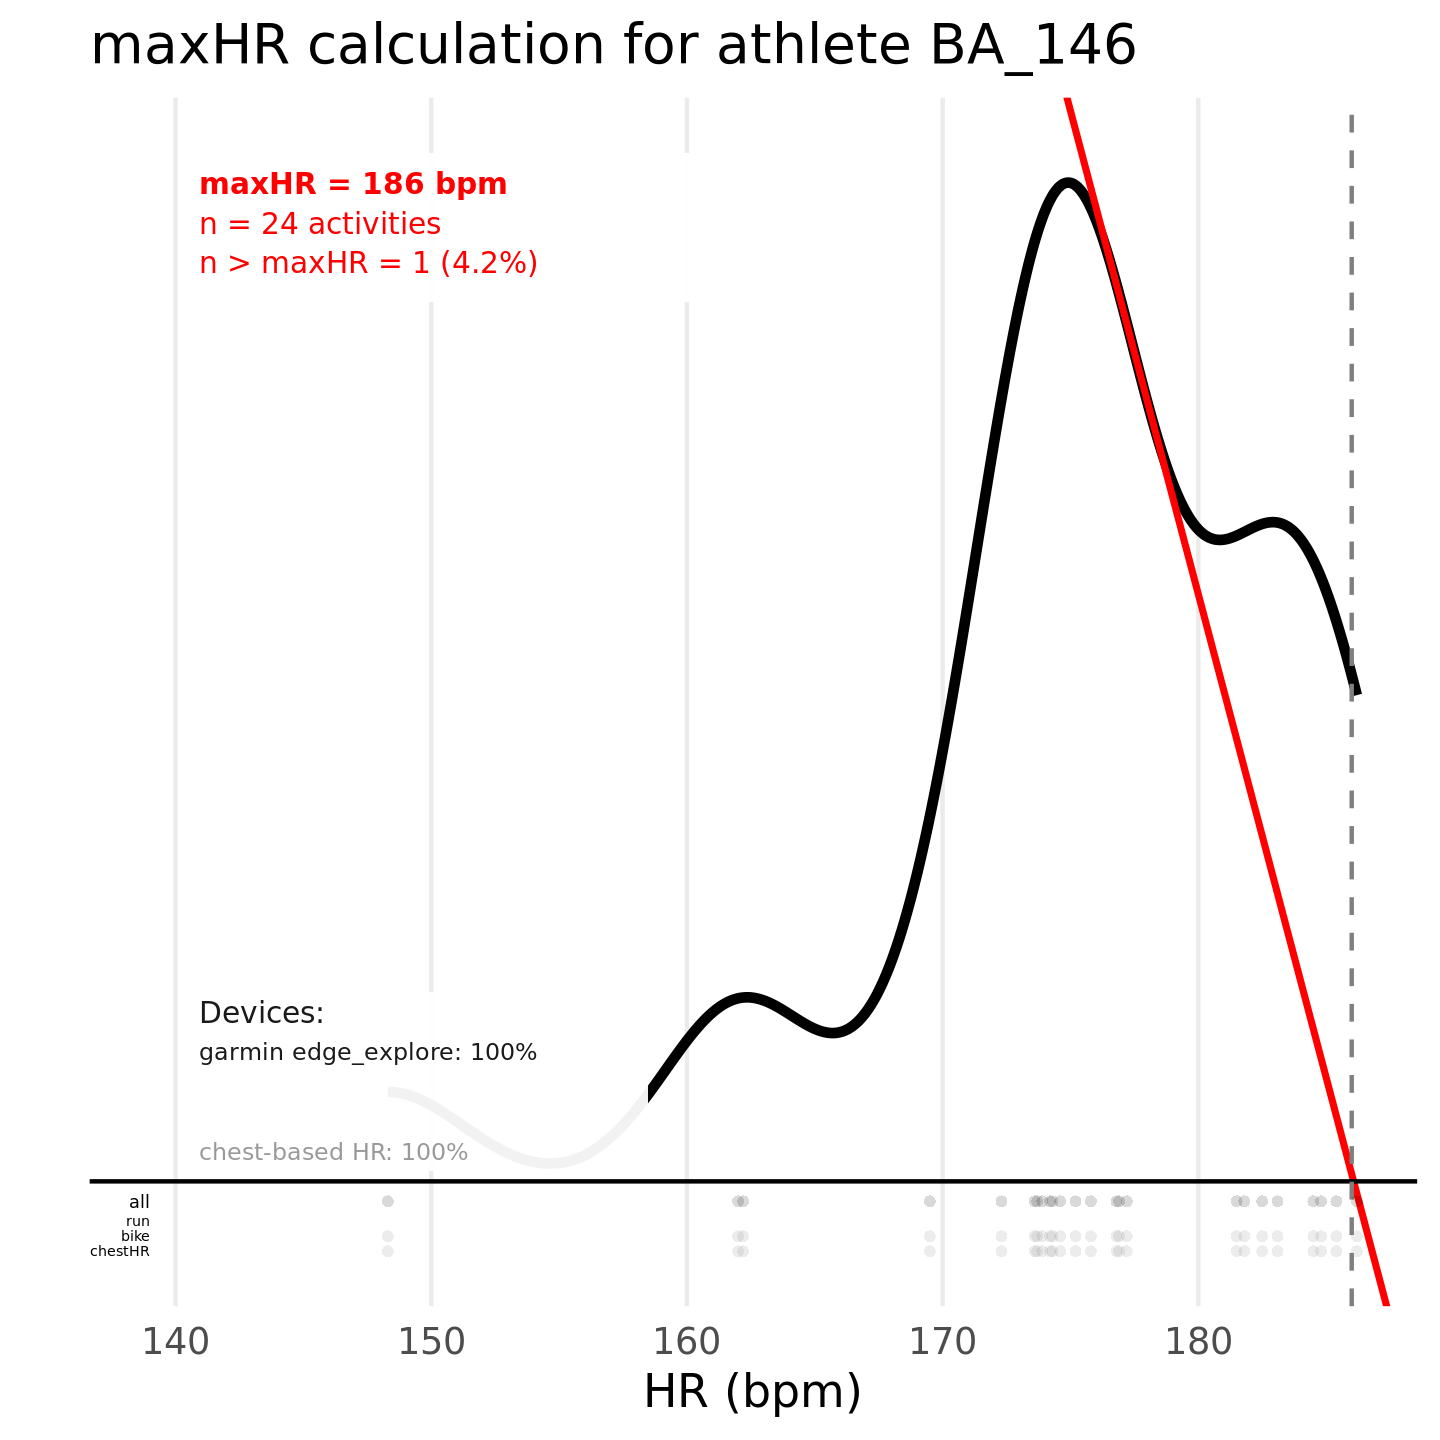 maxHR calculation for athlete BA_146
maxHR = 186 bpm
n = 24 activities
n > maxHR = 1 (4.2%)
Devices:
garmin edge_explore: 100%
chest-based HR: 100%
all
run
bike
chestHR
140 150 160 170 180
HR (bpm)